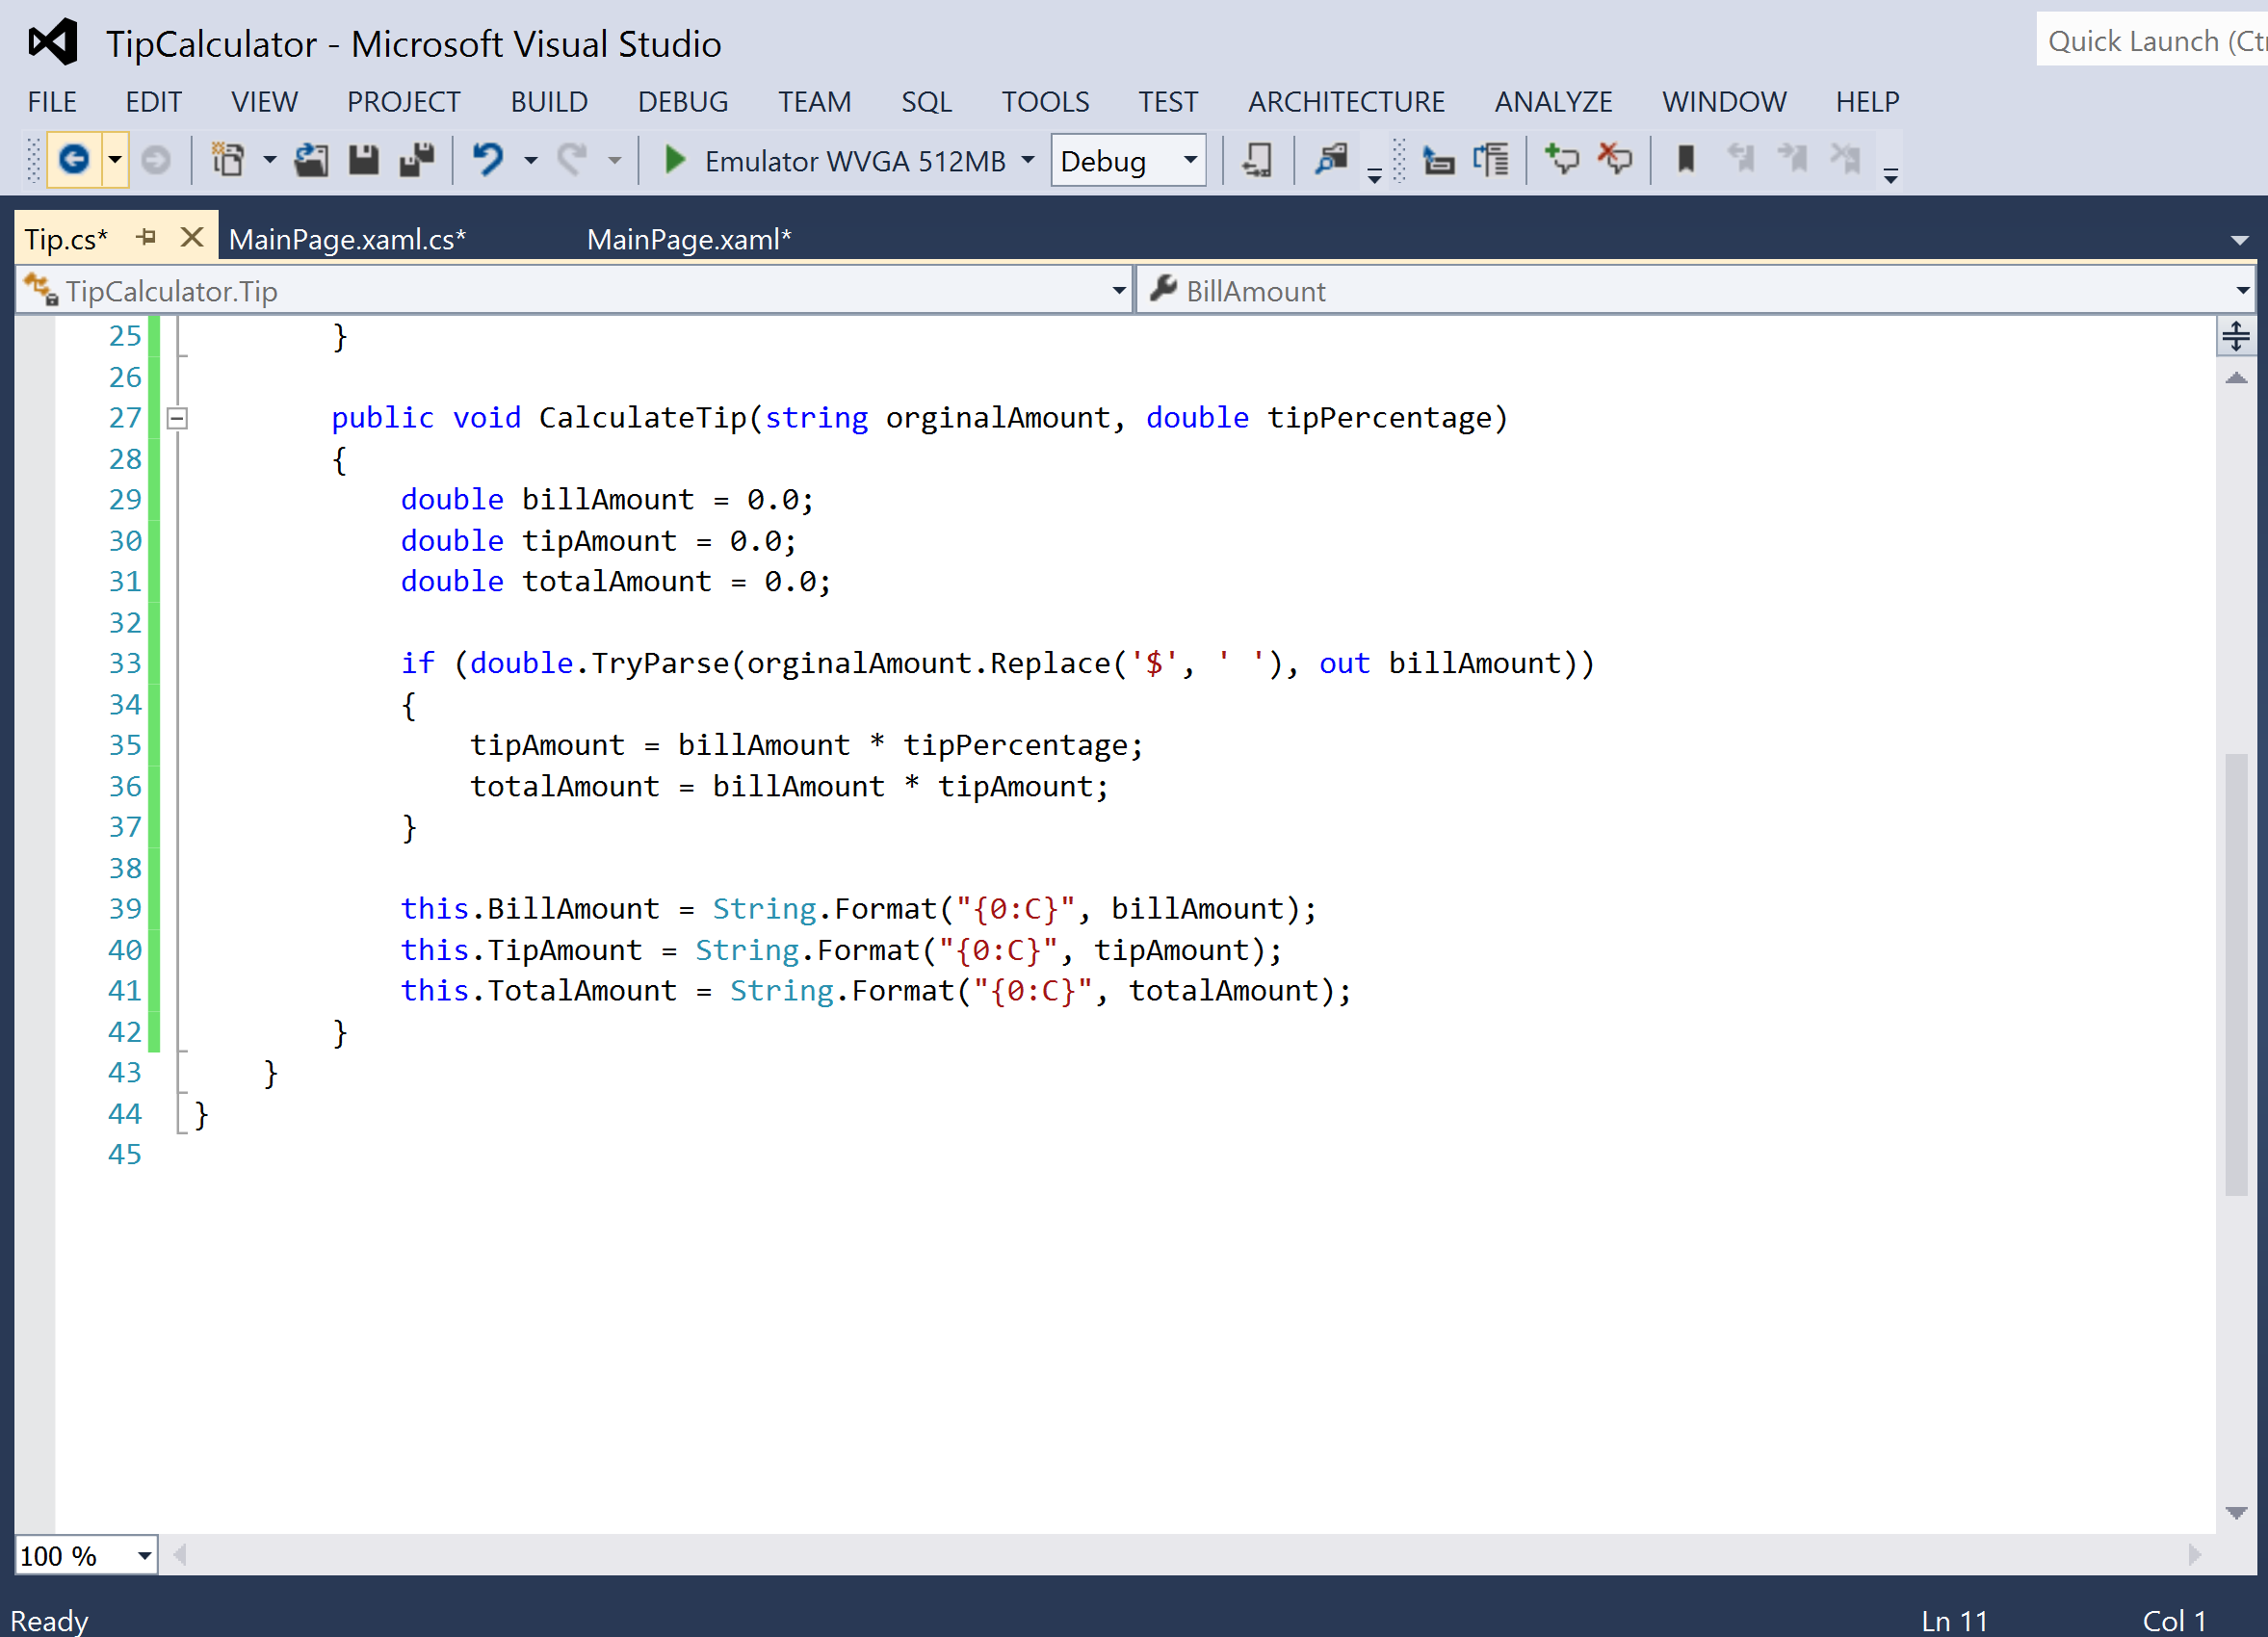 TipCalculator - Microsoft Visual Studio
Quick Launch (Ct
FILE EDIT VIEW PROJECT BUILD DEBUG TEAM SQL TOOLS TEST ARCHITECTURE ANALYZE WINDOW HELP
Emulator WVGA 512MB Debug
Tip.cs* MainPage.xaml.cs* MainPage.xaml*
TipCalculator.Tip BillAmount
25 }
26
27 public void CalculateTip(string orginalAmount, double tipPercentage)
28 {
29 double billAmount = 0.0;
30 double tipAmount = 0.0;
31 double totalAmount = 0.0;
32
33 if (double.TryParse(orginalAmount.Replace('$', ' '), out billAmount))
34 {
35 tipAmount = billAmount * tipPercentage;
36 totalAmount = billAmount * tipAmount;
37 }
38
39 this.BillAmount = String.Format("{0:C}", billAmount);
40 this.TipAmount = String.Format("{0:C}", tipAmount);
41 this.TotalAmount = String.Format("{0:C}", totalAmount);
42 }
43 }
44 }
45
100 %
Ready Ln 11 Col 1